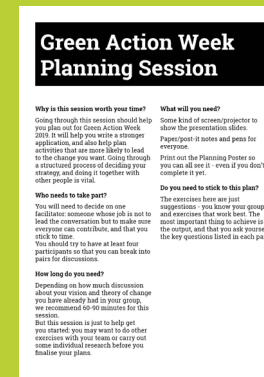 Green Action Week
Planning Session
Why is this session worth your time?
Going through this session should help
you plan out for Green Action Week
2019. It will help you write a stronger
application, and also help plan
activities that are more likely to lead
to the change you want. Going through
a structured process of deciding your
strategy, and doing it together with
other people is vital.
Who needs to take part?
You will need to decide on one
facilitator: someone whose job is not to
lead the conversation but to make sure
everyone can contribute, and that you
stick to time.
You should try to have at least four
participants so that you can break into
pairs for discussions.
How long do you need?
Depending on how much discussion
about your vision and theory of change
you have already had in your group,
we recommend 60-90 minutes for this
session.
But this session is just to help get
you started: you may want to do other
exercises with your team or carry out
some individual research before you
finalise your plans.
What will you need?
Some kind of screen/projector to
show the presentation slides.
Paper/post-it notes and pens for
everyone.
Print out the Planning Poster so
you can all see it - even if you don't
complete it yet.
Do you need to stick to this plan?
The exercises here are just
suggestions - you know your group
and exercises that work best. The
most important thing to achieve is
the output, and that you ask yourse
the key questions listed in each pa